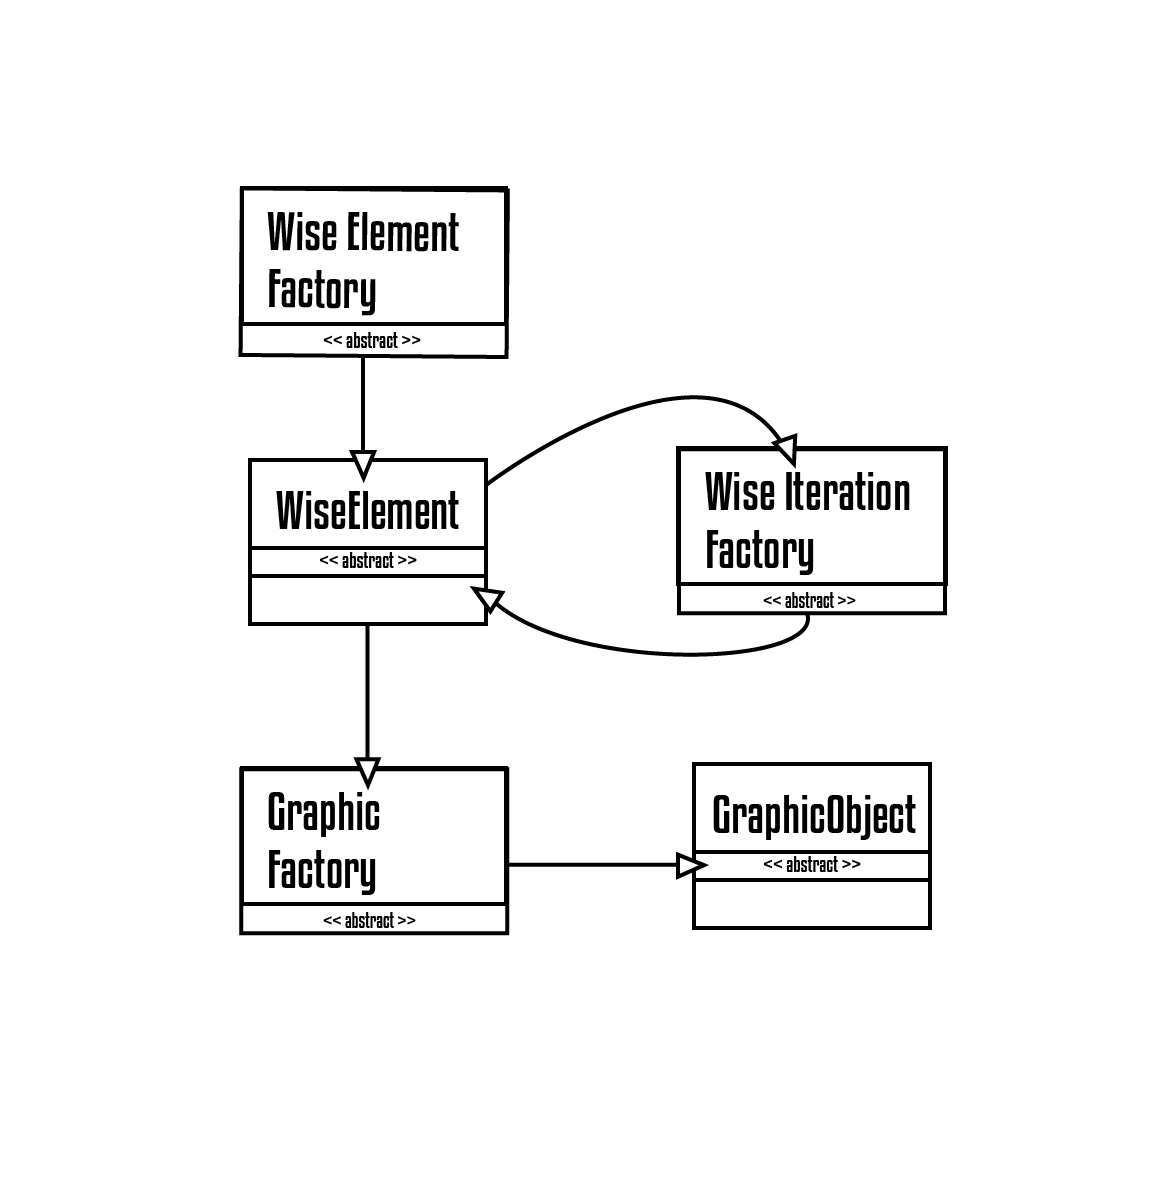 Wise Element
Factory
<< abstract >>
WiseElement
<< abstract >>
Wise Iteration
Factory
<< abstract >>
Graphic
Factory
<< abstract >>
GraphicObject
<< abstract >>